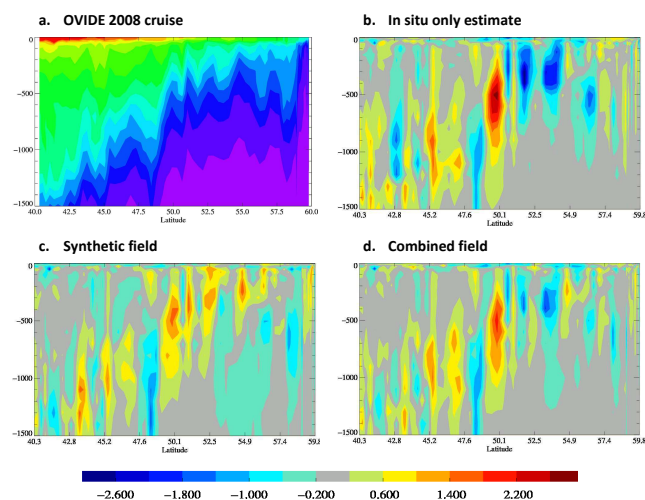 a. OVIDE 2008 cruise
b. In situ only estimate
0
-500
-1000
-1500
40.0 42.5 45.0 47.5 50.0 52.5 55.0 57.5 60.0
Latitude
0
-500
-1000
-1500
40.3 42.8 45.2 47.6 50.1 52.5 54.9 57.4 59.8
Latitude
c. Synthetic field
d. Combined field
0
-500
-1000
-1500
40.3 42.8 45.2 47.6 50.1 52.5 54.9 57.4 59.8
Latitude
0
-500
-1000
-1500
40.3 42.8 45.2 47.6 50.1 52.5 54.9 57.4 59.8
Latitude
-2.600 -1.800 -1.000 -0.200 0.600 1.400 2.200